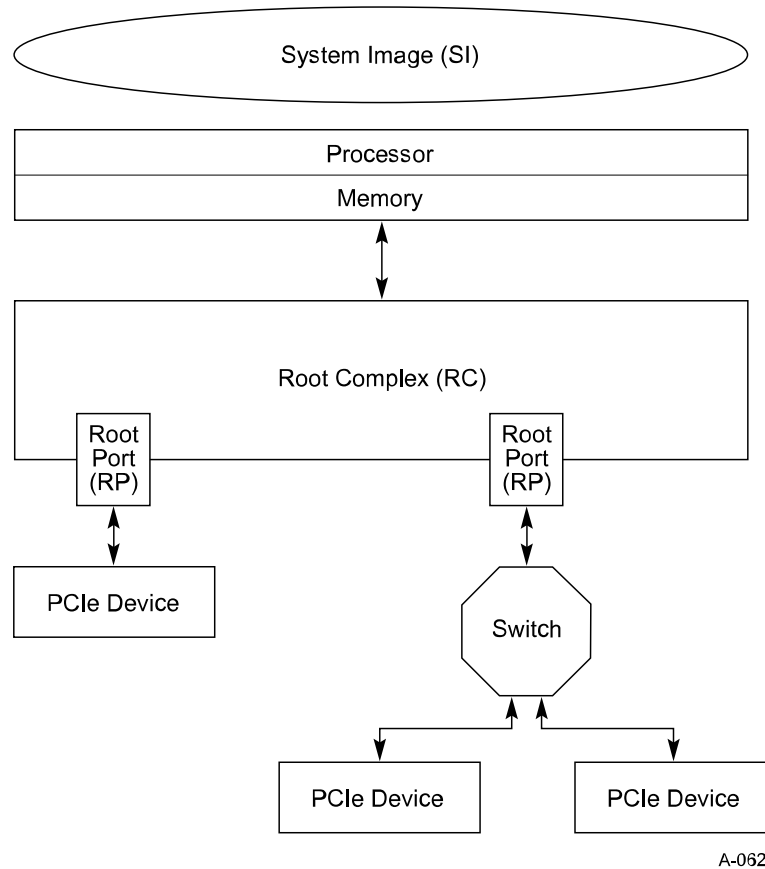 System Image (SI)
Processor
Memory
Root Complex (RC)
Root
Port
(RP)
Root
Port
(RP)
PCIe Device
Switch
PCIe Device
PCIe Device
A-062